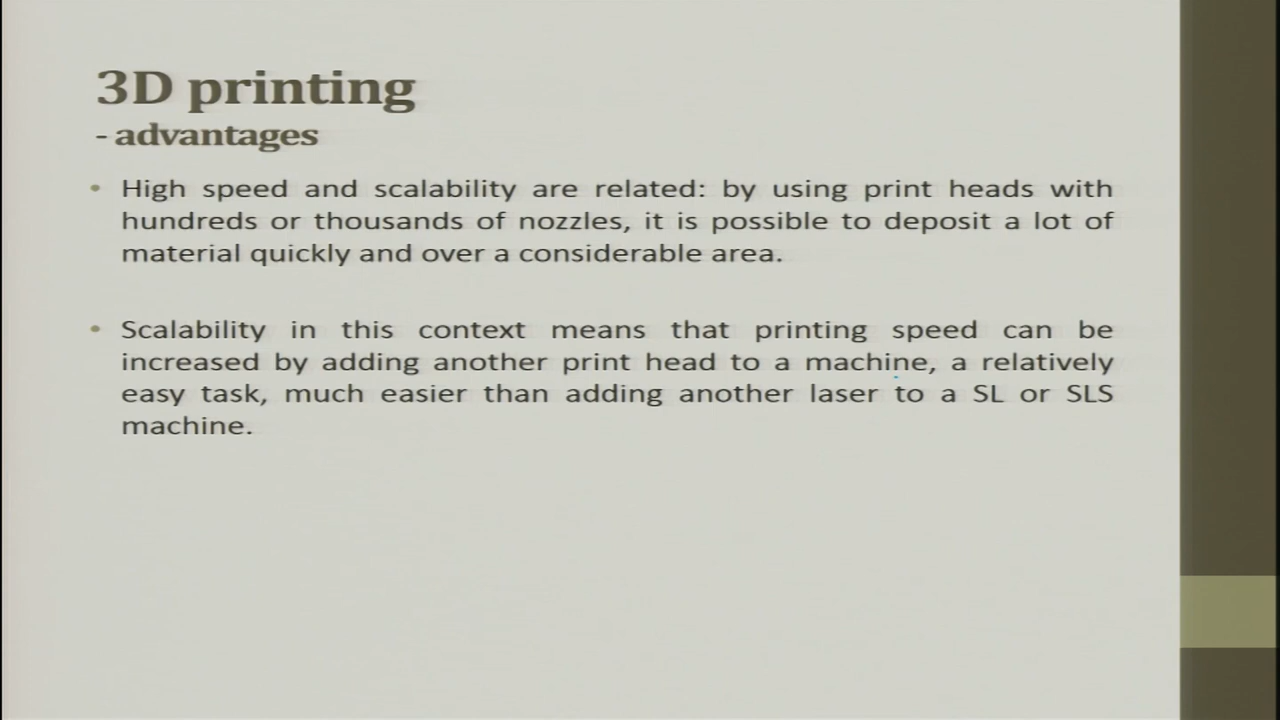 3D printing
- advantages
• High speed and scalability are related: by using print heads with
hundreds or thousands of nozzles, it is possible to deposit a lot of
material quickly and over a considerable area.
• Scalability in this context means that printing speed can be
increased by adding another print head to a machine, a relatively
easy task, much easier than adding another laser to a SL or SLS
machine.